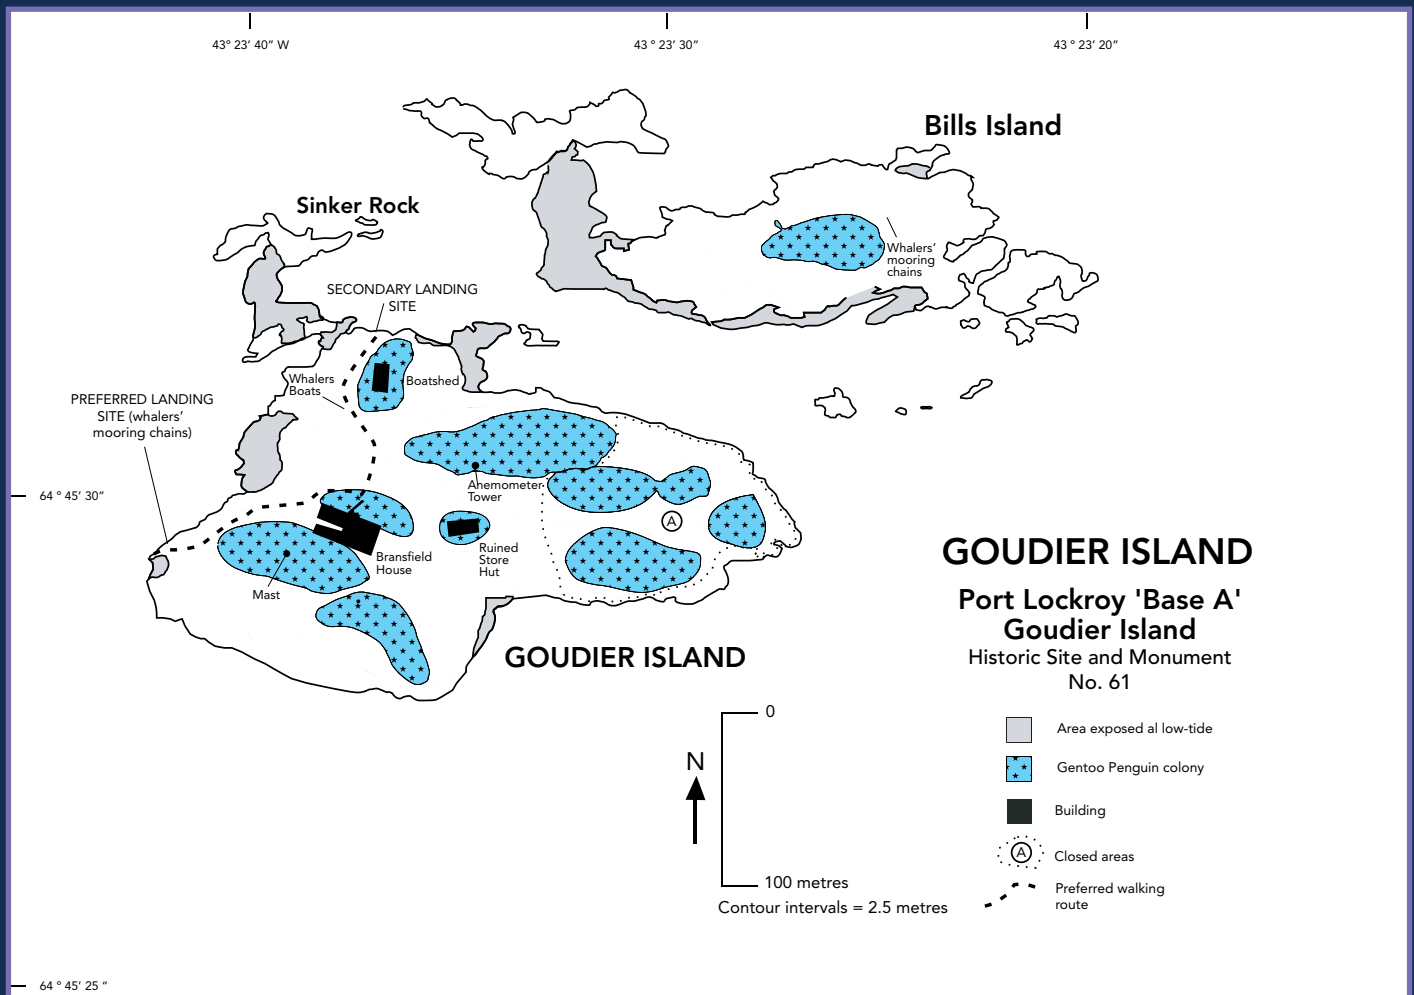 43° 23' 40" W
43 ° 23' 30"
43 ° 23' 20"
Bills Island
Sinker Rock
Whalers'
mooring
chains
SECONDARY LANDING
SITE
Whalers
Boats
Boatshed
PREFERRED LANDING
SITE (whalers'
mooring chains)
64 ° 45' 30"
Anemometer
Tower
A
Bransfield
House
Ruined
Store
Hut
Mast
GOUDIER ISLAND
GOUDIER ISLAND
Port Lockroy 'Base A'
Goudier Island
Historic Site and Monument
No. 61
0
N
100 metres
Contour intervals = 2.5 metres
Area exposed al low-tide
Gentoo Penguin colony
Building
A
Closed areas
Preferred walking
route
64 ° 45' 25 "